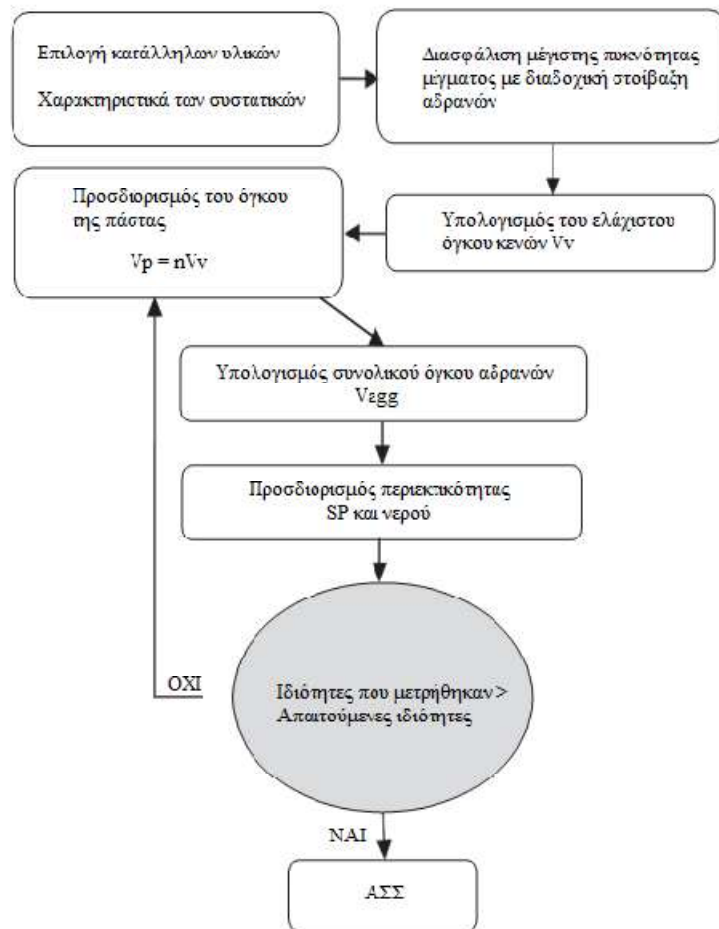 Επιλογή κατάλληλων υλικών
Χαρακτηριστικά των συστατικών
Διασφάλιση μέγιστης πυκνότητας
μίγματος με διαδοχική στοίβαξη
αδρανών
Προσδιορισμός του όγκου
της πάστας
Vp = nVv
Υπολογισμός του ελάχιστου
όγκου κενών Vv
Υπολογισμός συνολικού όγκου αδρανών
Vεgg
Προσδιορισμός περιεκτικότητας
SP και νερού
ΟΧΙ
Ιδιότητες που μετρήθηκαν >
Απαιτούμενες ιδιότητες
ΝΑΙ
ΑΣΣ